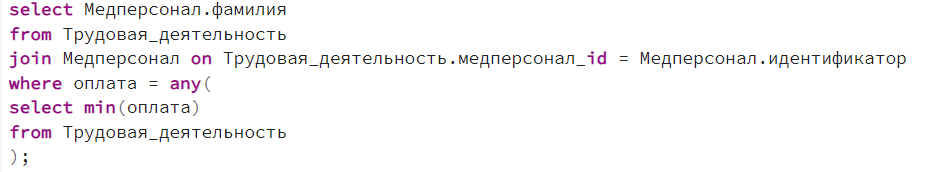 select Медперсонал.фамилия
from Трудовая_деятельность
join Медперсонал on Трудовая_деятельность.медперсонал_id = Медперсонал.идентификатор
where оплата = any(
select min(оплата)
from Трудовая_деятельность
);